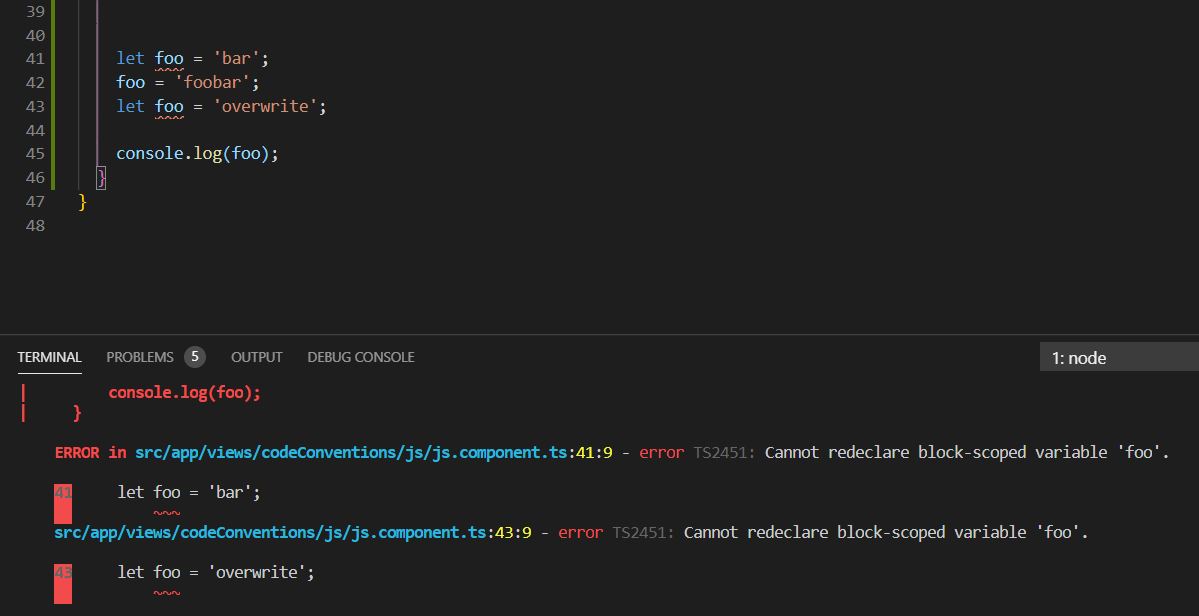 39
40
41 let foo = 'bar';
42 foo = 'foobar';
43 let foo = 'overwrite';
44
45 console.log(foo);
46 }
47 }
48
TERMINAL PROBLEMS 5 OUTPUT DEBUG CONSOLE 1: node
| console.log(foo);
| }
ERROR in src/app/views/codeConventions/js/js.component.ts:41:9 - error TS2451: Cannot redeclare block-scoped variable 'foo'.
41 let foo = 'bar';
~~~
src/app/views/codeConventions/js/js.component.ts:43:9 - error TS2451: Cannot redeclare block-scoped variable 'foo'.
43 let foo = 'overwrite';
~~~